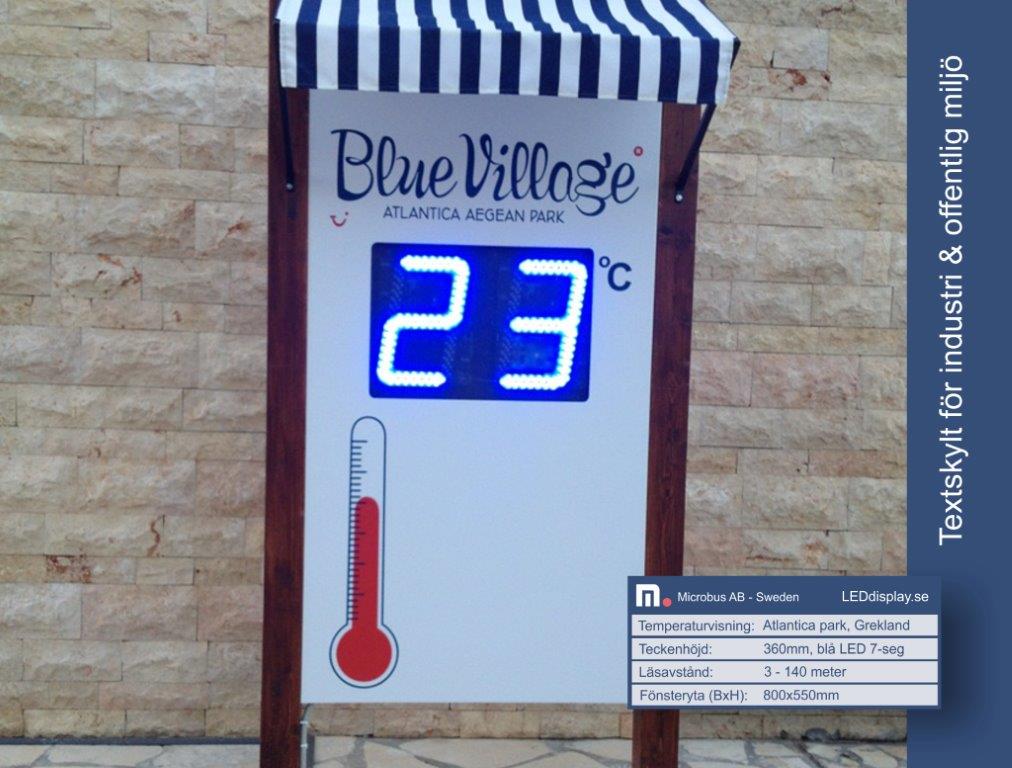 Blue Village
ATLANTICA AEGEAN PARK
23 °C
Textskylt för industri & offentlig miljö
m. Microbus AB - Sweden LEDdisplay.se
Temperaturvisning: Atlantica park, Grekland
Teckenhöjd: 360mm, blå LED 7-seg
Läsavstånd: 3 - 140 meter
Fönsteryta (BxH): 800x550mm